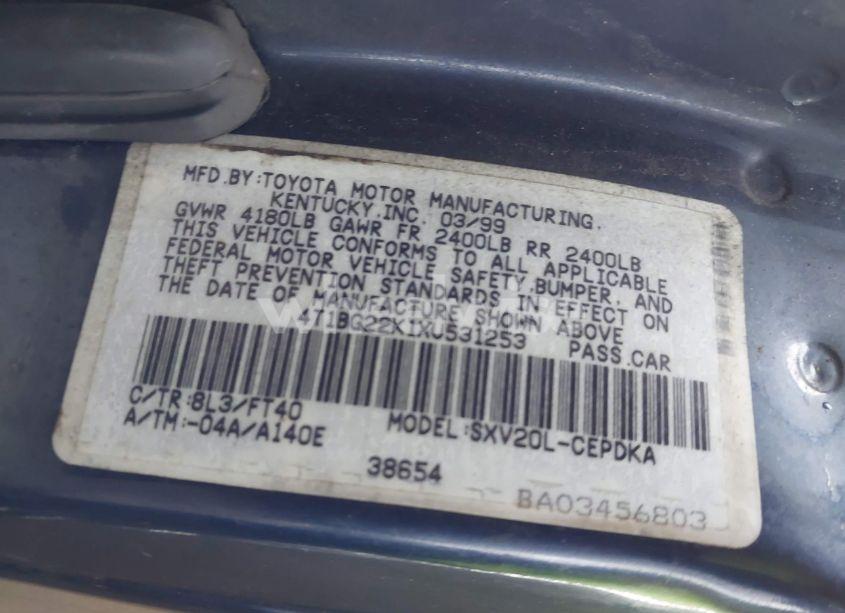 MFD.BY:TOYOTA MOTOR MANUFACTURING,
KENTUCKY,INC. 03/99
GVWR 4180LB GAWR FR 2400LB RR 2400LB
THIS VEHICLE CONFORMS TO ALL APPLICABLE
FEDERAL MOTOR VEHICLE SAFETY,BUMPER, AND
THEFT PREVENTION STANDARDS IN EFFECT ON
THE DATE OF MANUFACTURE SHOWN ABOVE
4T1BG22K1XU531253 PASS.CAR
C/TR:8L3/FT40 MODEL:SXV20L-CEPDKA
A/TM:-04A/A140E
38654
BA03456803